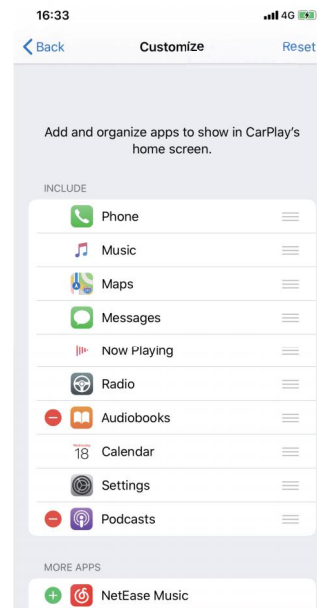 16:33
4G
Back
Customize
Reset
Add and organize apps to show in CarPlay's
home screen.
INCLUDE
Phone
Music
Maps
Messages
Now Playing
Radio
Audiobooks
Wednesday
18
Calendar
Settings
Podcasts
MORE APPS
NetEase Music